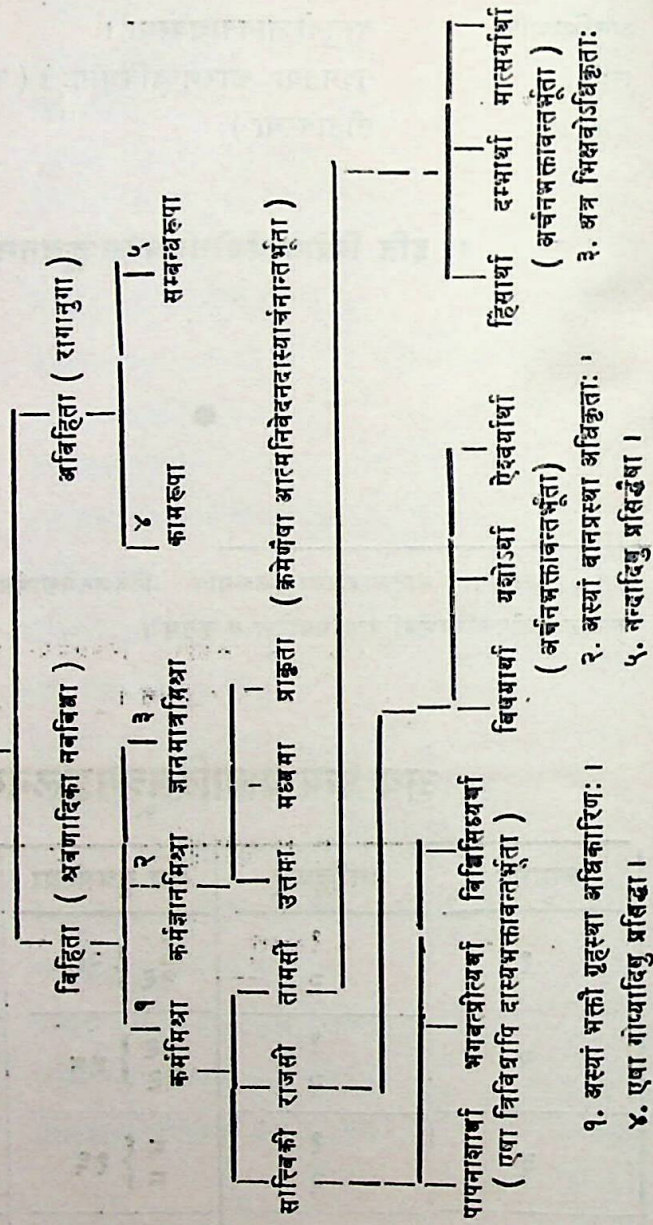 विहिता ( श्रवणादिका नवविधा ) अविहिता ( रागानुगा )
१ २ ३ ४ ५
कर्ममिश्रा कर्मज्ञानमिश्रा ज्ञानमात्रमिश्रा कामरूपा सम्बन्धरूपा
सात्त्विकी राजसी तामसी उत्तमा मध्यमा प्राकृता ( क्रमेणैषा आत्मनिवेदनदास्यार्चनान्तर्भूता )
पापनाशार्था भगवत्प्रीत्यर्था विधिसिध्यर्था विषयार्था यशोऽर्था ऐश्वर्यार्था हिंसार्था दम्भार्था मात्सर्यार्था
( एषा त्रिविधापि दास्यभक्तावन्तर्भूता ) ( अर्चनभक्तावन्तर्भूता ) ( अर्चनभक्तावन्तर्भूता )
१. अस्यां भक्तौ गृहस्था अधिकारिणः । २. अस्यां वानप्रस्था अधिकृताः । ३. अत्र भिक्षवोऽधिकृताः
४. एषा गोप्यादिषु प्रसिद्धा । ५. नन्दादिषु प्रसिद्धैषा ।